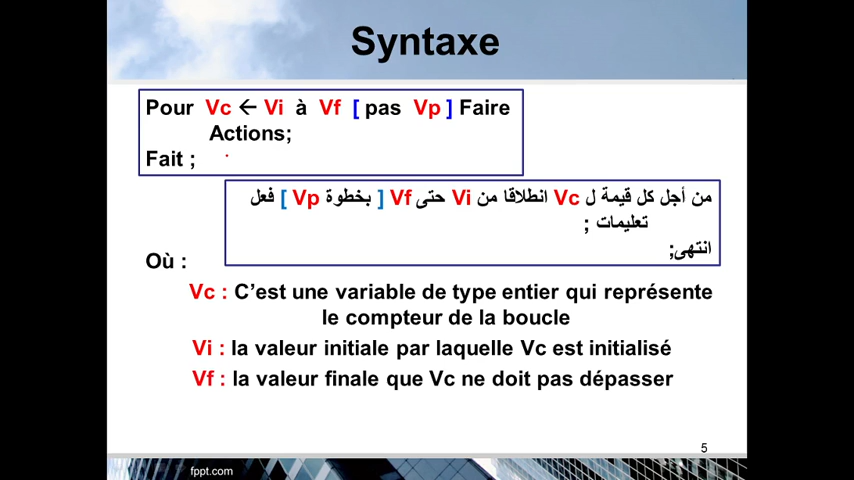 Syntaxe
Pour Vc ← Vi à Vf [ pas Vp ] Faire
Actions;
Fait ;
من أجل كل قيمة ل Vc انطلاقا من Vi حتى Vf [ بخطوة Vp ] فعل
تعليمات ;
انتهى;
Où :
Vc : C’est une variable de type entier qui représente
le compteur de la boucle
Vi : la valeur initiale par laquelle Vc est initialisé
Vf : la valeur finale que Vc ne doit pas dépasser
5
fppt.com